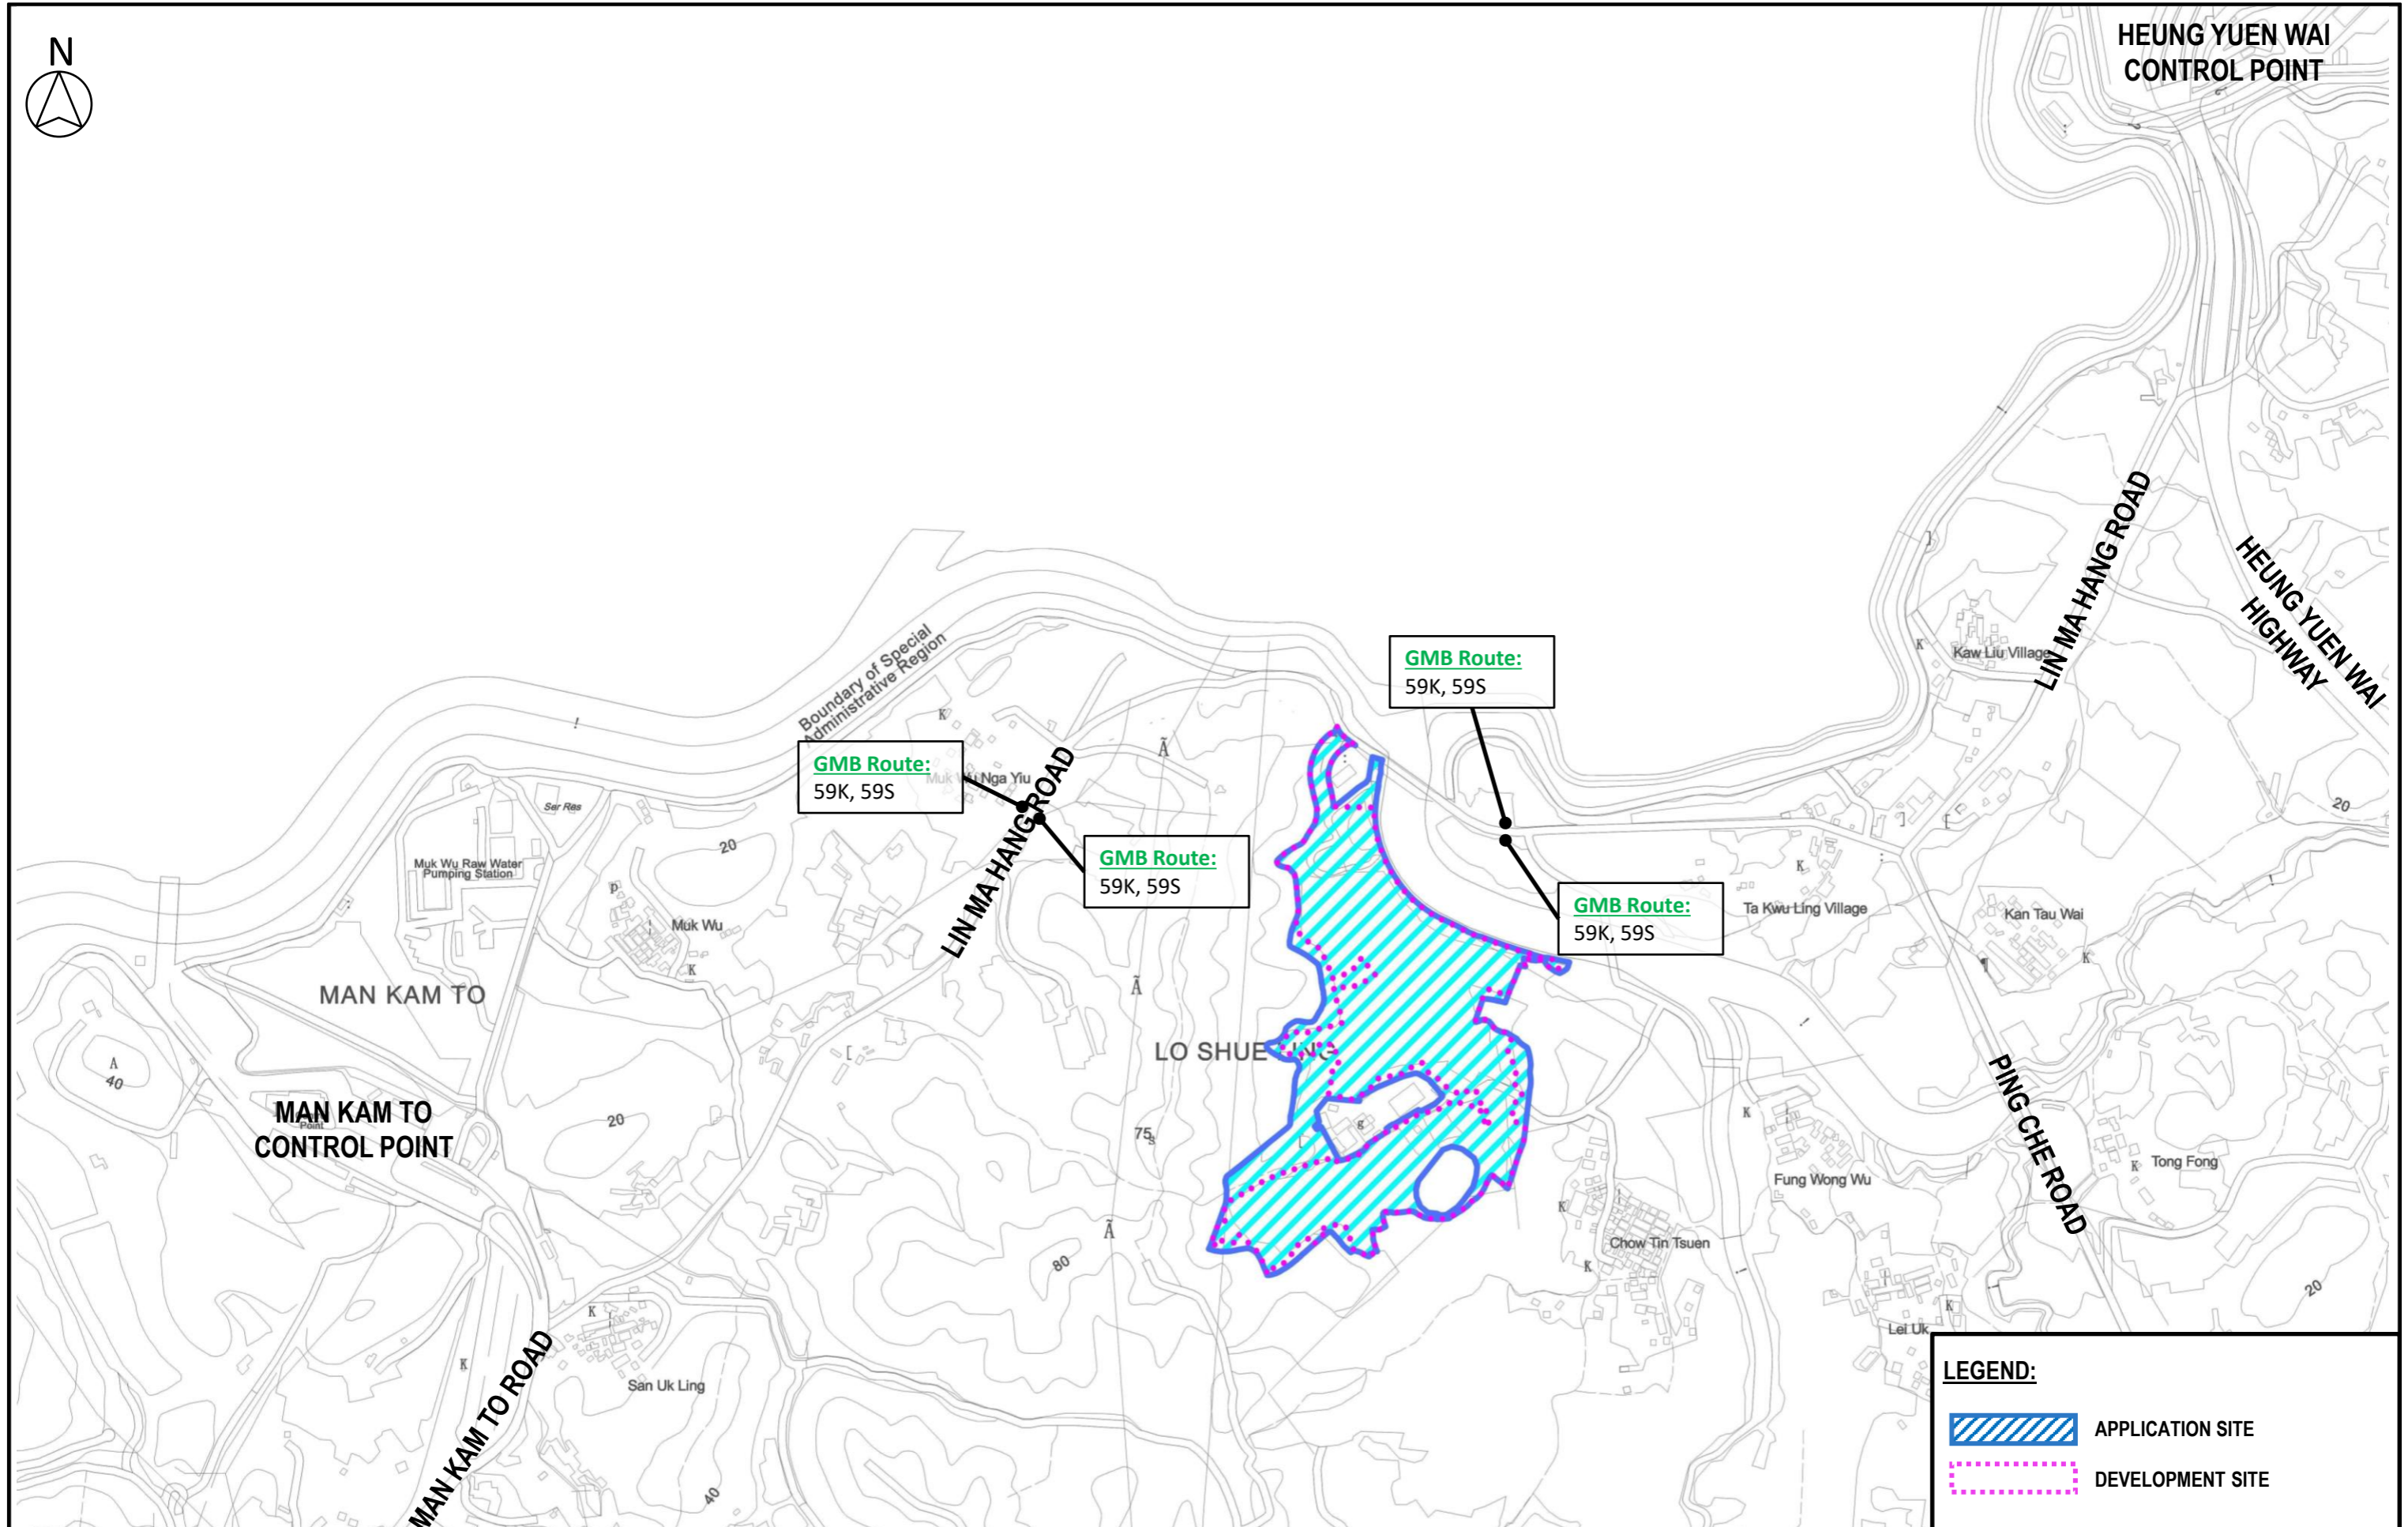 N
HEUNG YUEN WAI
CONTROL POINT
LIN MA HANG ROAD
HEUNG YUEN WAI
HIGHWAY
Kaw Liu Village
K
Boundary of Special
Administrative Region
GMB Route:
59K, 59S
K
GMB Route:
59K, 59S
Muk Wu Nga Yiu
LIN MA HANG ROAD
GMB Route:
59K, 59S
GMB Route:
59K, 59S
Ser Res
20
20
Muk Wu Raw Water
Pumping Station
P
Muk Wu
K
K
Ta Kwu Ling Village
Kan Tau Wai
K
MAN KAM TO
LO SHUE LING
A
40
MAN KAM TO
CONTROL POINT
Point
20
75
g
K
Fung Wong Wu
PING CHE ROAD
Tong Fong
K
K
Chow Tin Tsuen
K
80
20
K
San Uk Ling
K
Lei Uk
K
MAN KAM TO ROAD
40
LEGEND:
APPLICATION SITE
DEVELOPMENT SITE